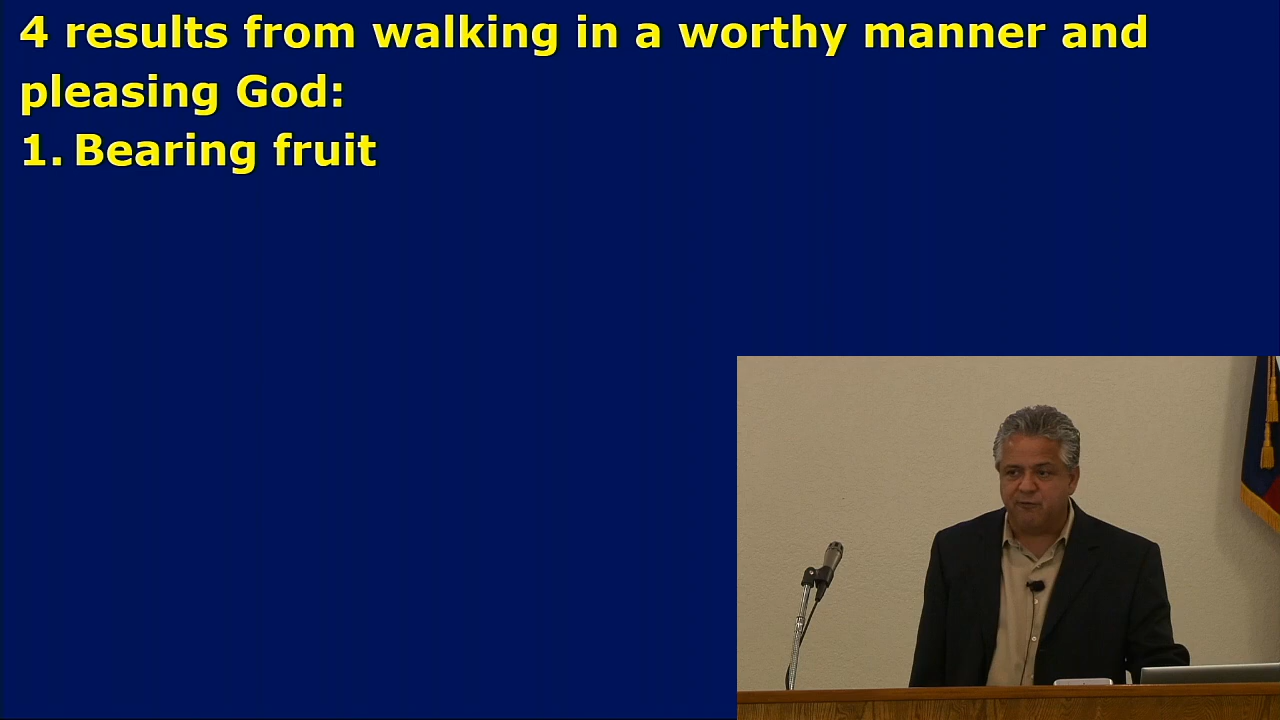 4 results from walking in a worthy manner and
pleasing God:
1. Bearing fruit